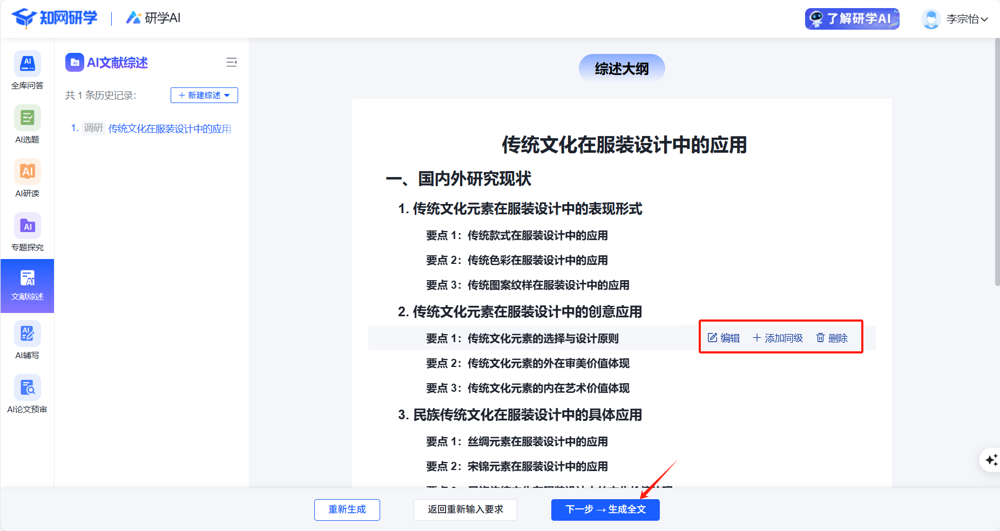 知网研学 研学AI 了解研学AI 李宗怡
AI
全库问答
AI选题
AI
AI研读
AI
专题探究
AI
文献综述
AI
AI辅写
AI论文预审
AI AI文献综述
共 1 条历史记录:
+ 新建综述
1. 调研 传统文化在服装设计中的应用
综述大纲
传统文化在服装设计中的应用
一、国内外研究现状
1. 传统文化元素在服装设计中的表现形式
要点 1：传统款式在服装设计中的应用
要点 2：传统色彩在服装设计中的应用
要点 3：传统图案纹样在服装设计中的应用
2. 传统文化元素在服装设计中的创意应用
要点 1：传统文化元素的选择与设计原则 编辑 + 添加同级 删除
要点 2：传统文化元素的外在审美价值体现
要点 3：传统文化元素的内在艺术价值体现
3. 民族传统文化在服装设计中的具体应用
要点 1：丝绸元素在服装设计中的应用
要点 2：宋锦元素在服装设计中的应用
重新生成 返回重新输入要求 下一步 → 生成全文